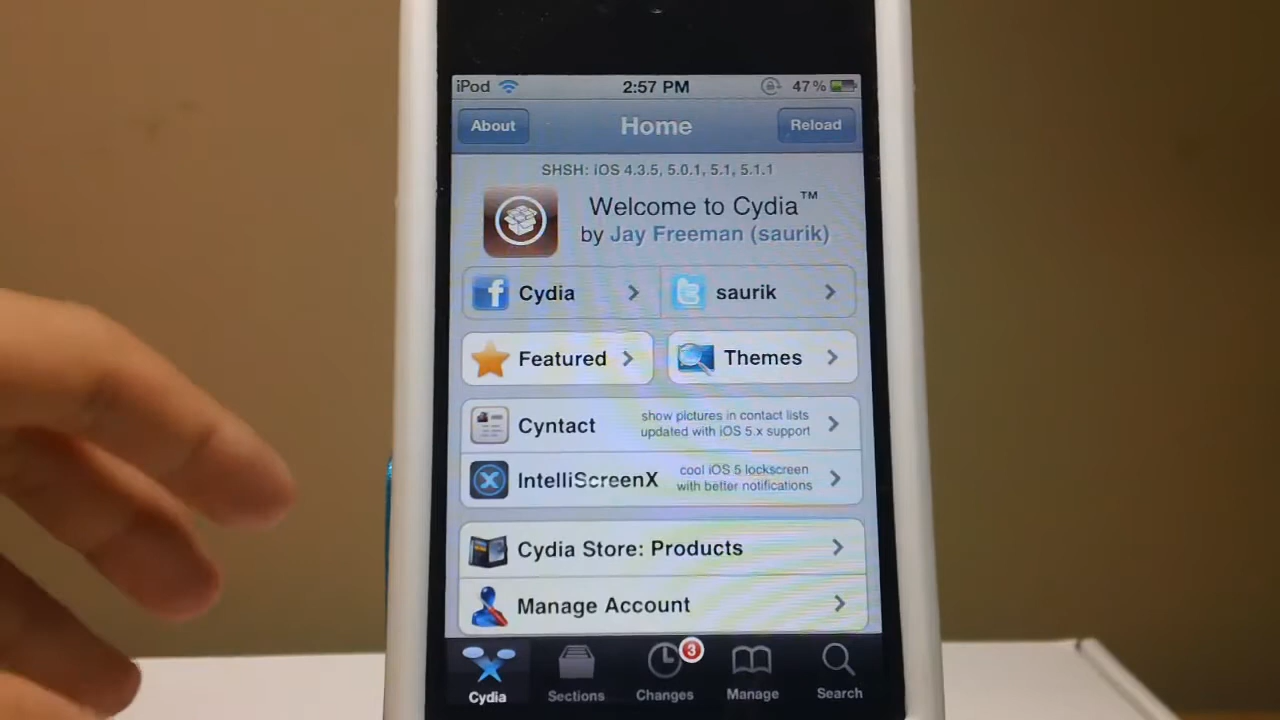 iPod 2:57 PM 47%
About Home Reload
SHSH: iOS 4.3.5, 5.0.1, 5.1, 5.1.1
Welcome to Cydia™
by Jay Freeman (saurik)
Cydia saurik
Featured Themes
Cyntact show pictures in contact lists
updated with iOS 5.x support
IntelliScreenX cool iOS 5 lockscreen
with better notifications
Cydia Store: Products
Manage Account
3
Cydia Sections Changes Manage Search